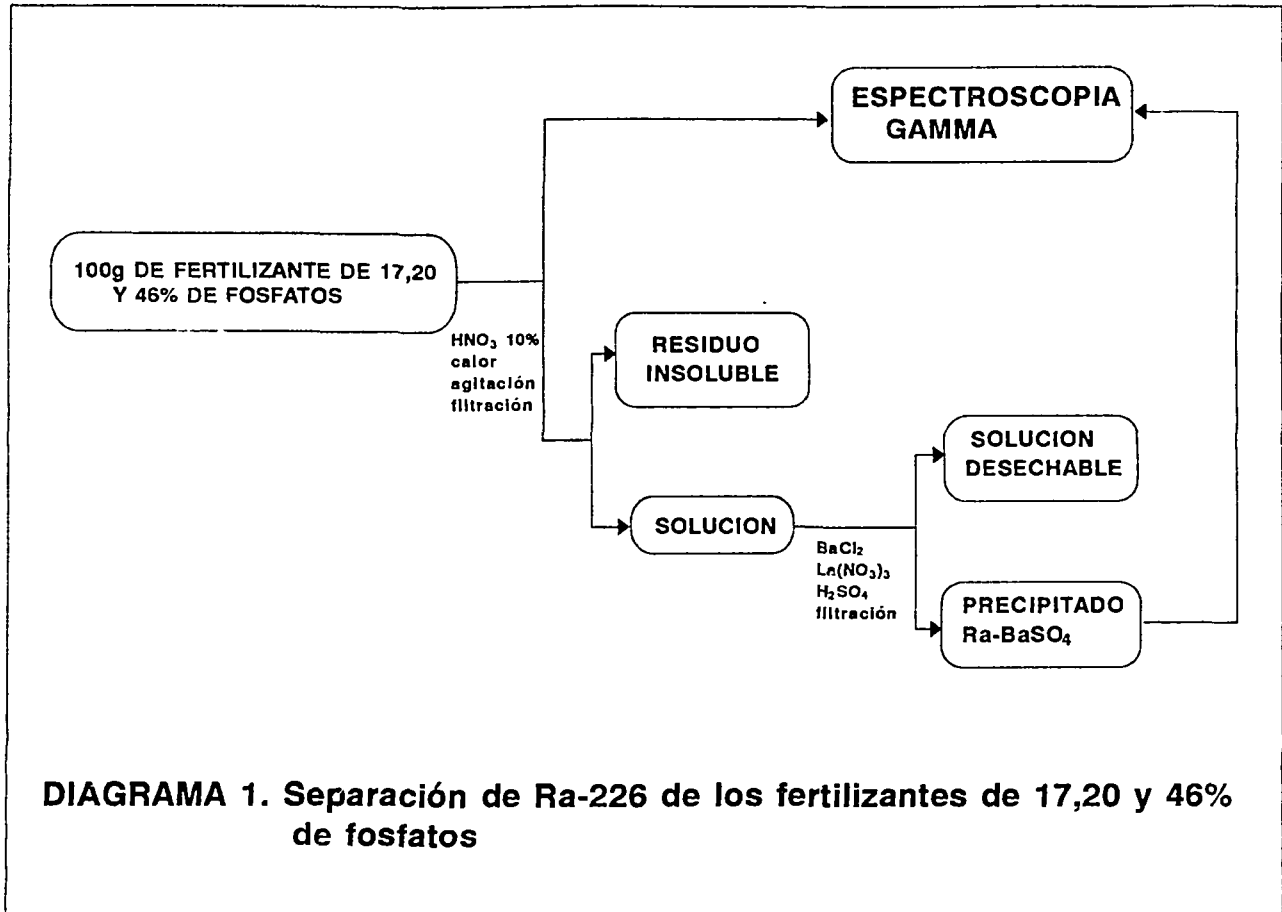 ESPECTROSCOPIA
GAMMA
100g DE FERTILIZANTE DE 17,20
Y 46% DE FOSFATOS
HNO₃ 10%
calor
agitación
filtración
RESIDUO
INSOLUBLE
SOLUCION
BaCl₂
La(NO₃)₃
H₂SO₄
filtración
SOLUCION
DESECHABLE
PRECIPITADO
Ra-BaSO₄
DIAGRAMA 1. Separación de Ra-226 de los fertilizantes de 17,20 y 46%
de fosfatos